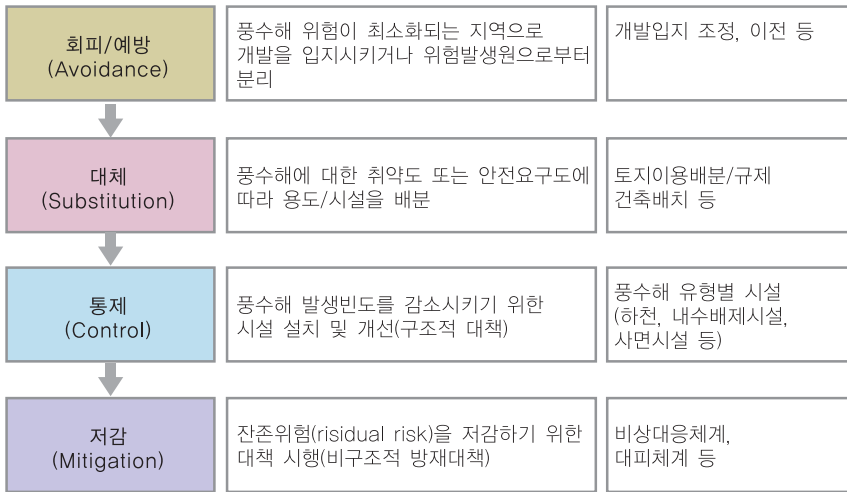 회피/예방
(Avoidance)
풍수해 위험이 최소화되는 지역으로
개발을 입지시키거나 위험발생원으로부터
분리
개발입지 조정, 이전 등
대체
(Substitution)
풍수해에 대한 취약도 또는 안전요구도에
따라 용도/시설을 배분
토지이용배분/규제
건축배치 등
통제
(Control)
풍수해 발생빈도를 감소시키기 위한
시설 설치 및 개선(구조적 대책)
풍수해 유형별 시설
(하천, 내수배제시설,
사면시설 등)
저감
(Mitigation)
잔존위험(risidual risk)을 저감하기 위한
대책 시행(비구조적 방재대책)
비상대응체계,
대피체계 등